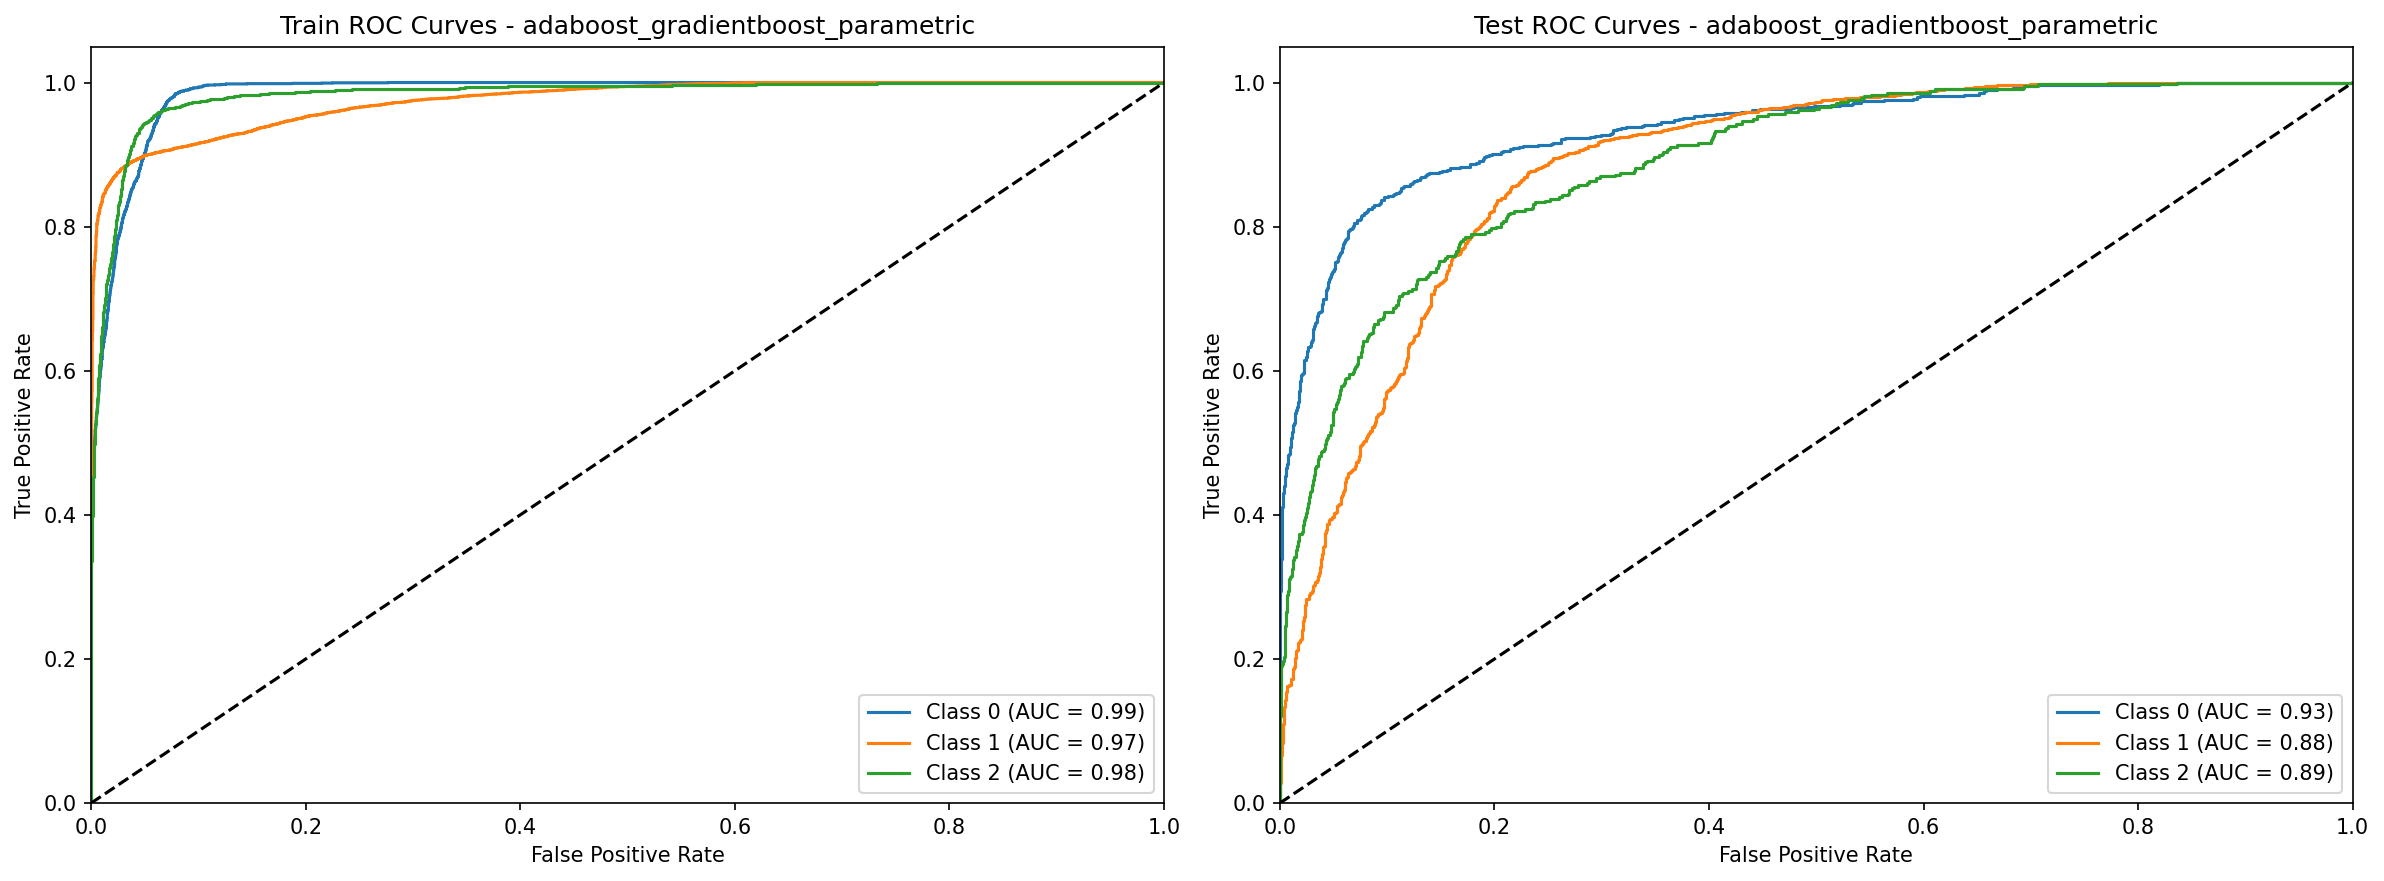 Train ROC Curves - adaboost_gradientboost_parametric
True Positive Rate
1.0
0.8
0.6
0.4
0.2
0.0
Class 0 (AUC = 0.99)
Class 1 (AUC = 0.97)
Class 2 (AUC = 0.98)
0.0 0.2 0.4 0.6 0.8 1.0
False Positive Rate
Test ROC Curves - adaboost_gradientboost_parametric
True Positive Rate
1.0
0.8
0.6
0.4
0.2
0.0
Class 0 (AUC = 0.93)
Class 1 (AUC = 0.88)
Class 2 (AUC = 0.89)
0.0 0.2 0.4 0.6 0.8 1.0
False Positive Rate